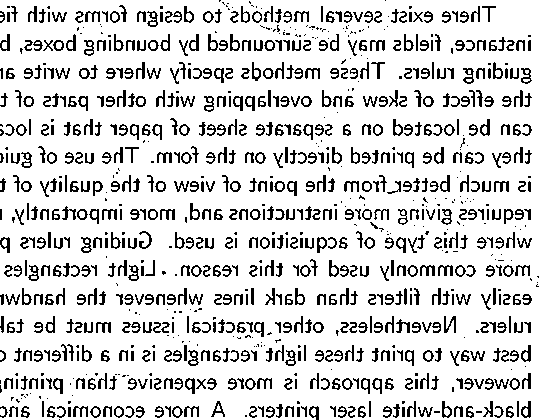 There exist several methods to design forms with fie
instance, fields may be surrounded by bounding boxes, b
guiding rulers. These methods specify where to write
the effect of skew and overlapping with other parts of t
can be located on a separate sheet of paper that is loca
they can be printed directly on the form. The use of gui
is much better from the point of view of the quality of t
requires giving more instructions and, more importantly,
where this type of acquisition is used. Guiding rulers p
more commonly used for this reason. Light rectangles
easily with filters than dark lines whenever the handw
rulers. Nevertheless, other practical issues must be tak
best way to print these light rectangles is in a different
however, this approach is more expensive than printing
black-and-white laser printers. A more economical and